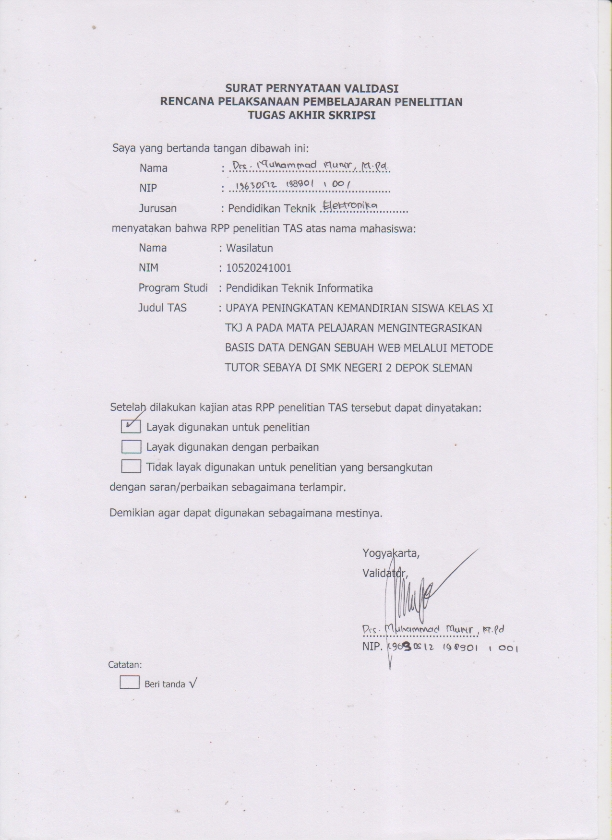 SURAT PERNYATAAN VALIDASI
RENCANA PELAKSANAAN PEMBELAJARAN PENELITIAN
TUGAS AKHIR SKRIPSI
Saya yang bertanda tangan dibawah ini:
Nama : Drs. Muhammad Munir, M.Pd
NIP : 19630512 198901 1 001
Jurusan : Pendidikan Teknik Elektronika
menyatakan bahwa RPP penelitian TAS atas nama mahasiswa:
Nama : Wasilatun
NIM : 10520241001
Program Studi : Pendidikan Teknik Informatika
Judul TAS : UPAYA PENINGKATAN KEMANDIRIAN SISWA KELAS XI
TKJ A PADA MATA PELAJARAN MENGINTEGRASIKAN
BASIS DATA DENGAN SEBUAH WEB MELALUI METODE
TUTOR SEBAYA DI SMK NEGERI 2 DEPOK SLEMAN
Setelah dilakukan kajian atas RPP penelitian TAS tersebut dapat dinyatakan:
Layak digunakan untuk penelitian
Layak digunakan dengan perbaikan
Tidak layak digunakan untuk penelitian yang bersangkutan
dengan saran/perbaikan sebagaimana terlampir.
Demikian agar dapat digunakan sebagaimana mestinya.
Yogyakarta,
Validator,
Drs. Muhammad Munir, M.Pd
NIP. 19630512 198901 1 001
Catatan:
Beri tanda √